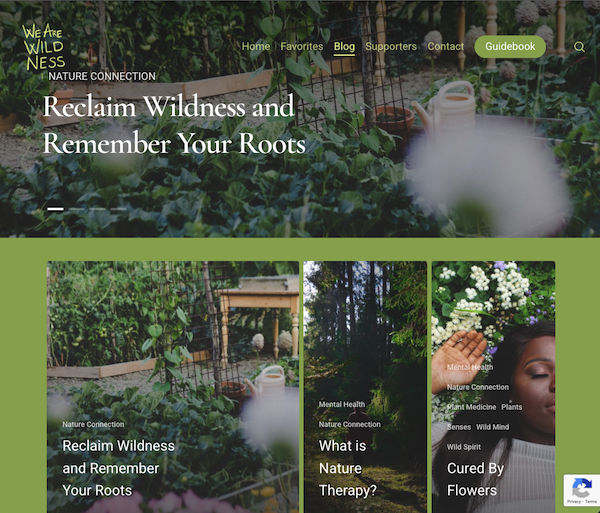 WE ARE
WILD
NESS
Home Favorites Blog Supporters Contact Guidebook
NATURE CONNECTION
Reclaim Wildness and
Remember Your Roots
Nature Connection
Reclaim Wildness
and Remember
Your Roots
Mental Health
Nature Connection
What is
Nature
Therapy?
Mental Health
Nature Connection
Plant Medicine Plants
Senses Wild Mind
Wild Spirit
Cured By
Flowers
Privacy - Terms